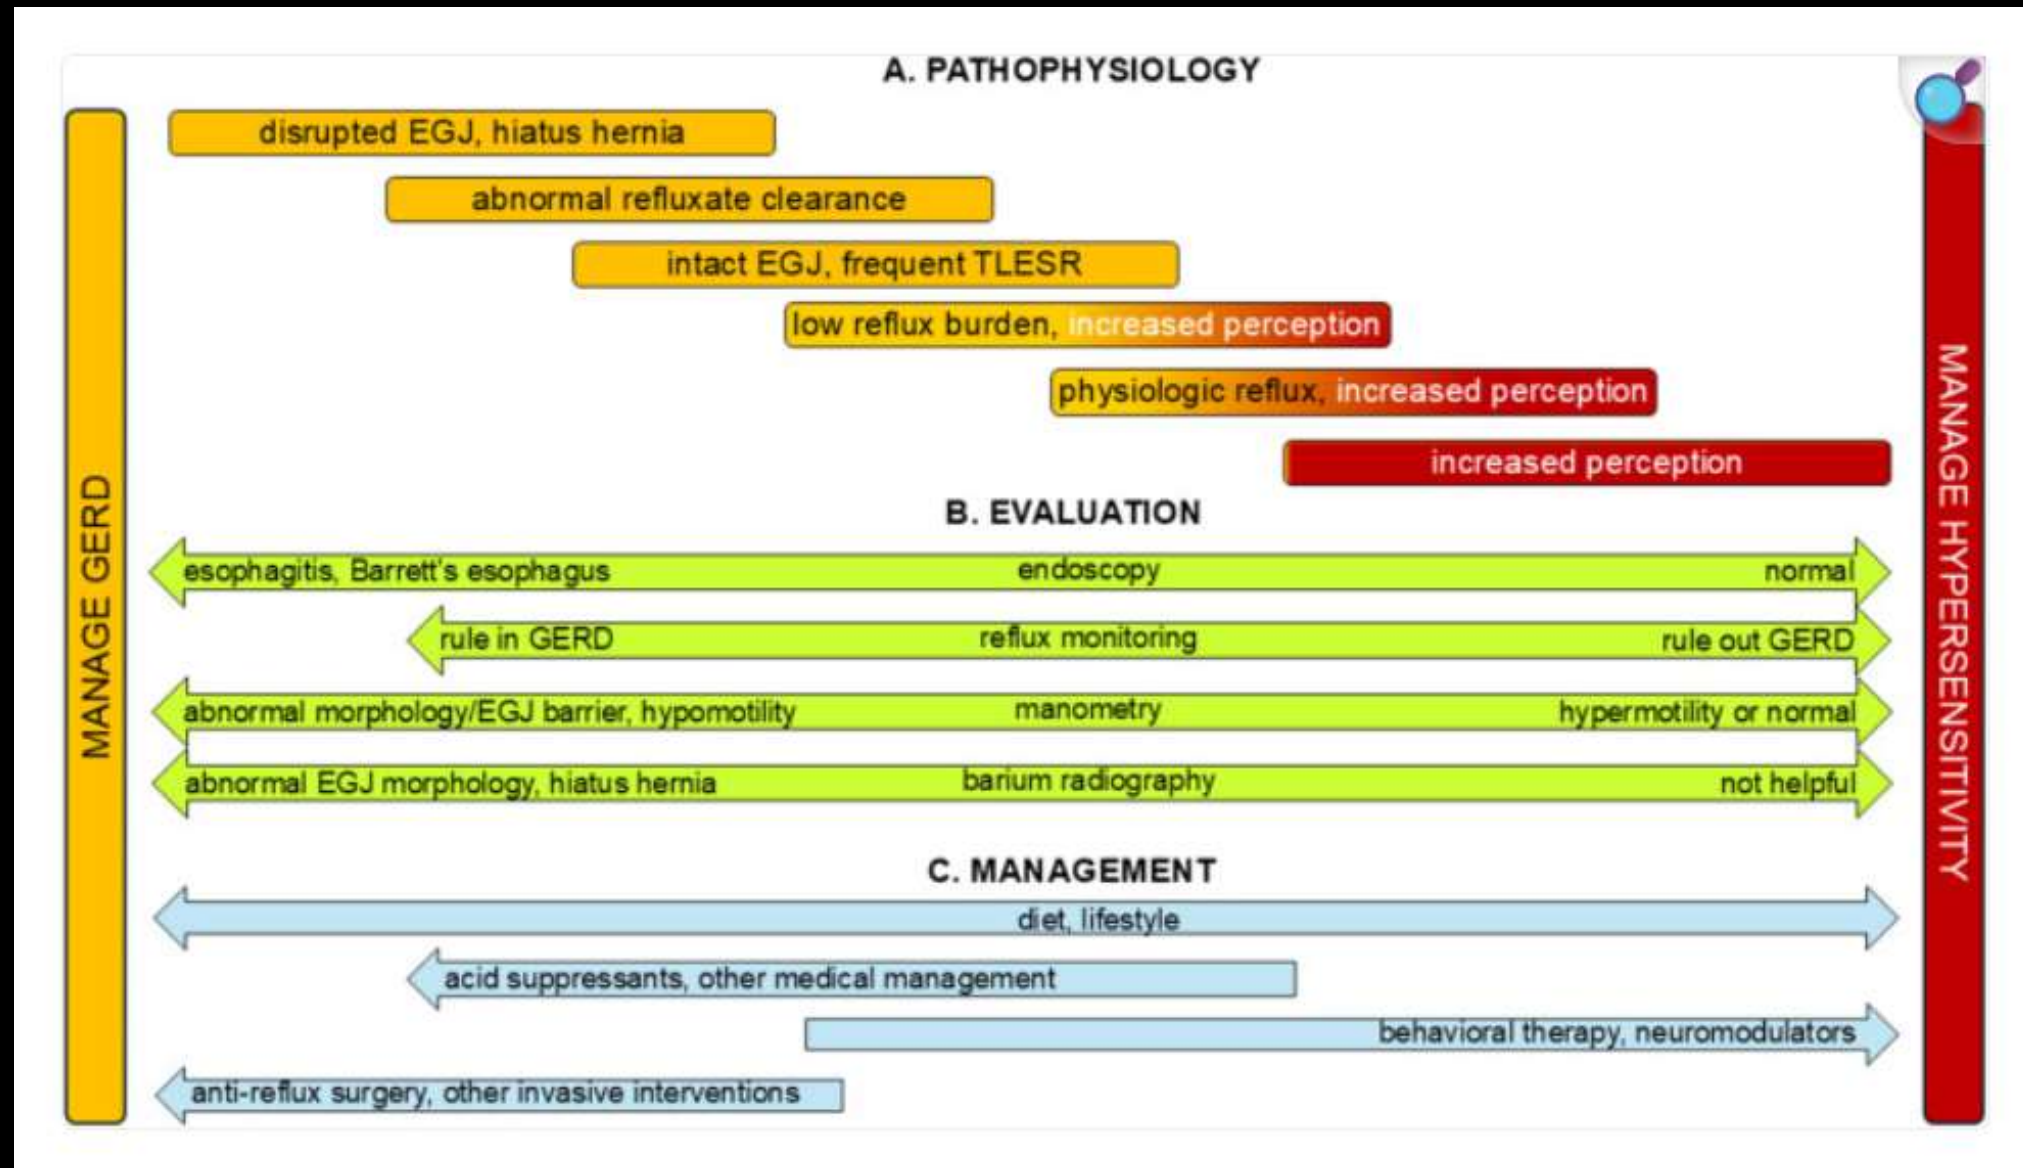 A. PATHOPHYSIOLOGY
disrupted EGJ, hiatus hernia
abnormal refluxate clearance
intact EGJ, frequent TLESR
low reflux burden, increased perception
physiologic reflux, increased perception
increased perception
MANAGE GERD
MANAGE HYPERSENSITIVITY
B. EVALUATION
esophagitis, Barrett's esophagus endoscopy normal
rule in GERD reflux monitoring rule out GERD
abnormal morphology/EGJ barrier, hypomotility manometry hypermotility or normal
abnormal EGJ morphology, hiatus hernia barium radiography not helpful
C. MANAGEMENT
diet, lifestyle
acid suppressants, other medical management
behavioral therapy, neuromodulators
anti-reflux surgery, other invasive interventions